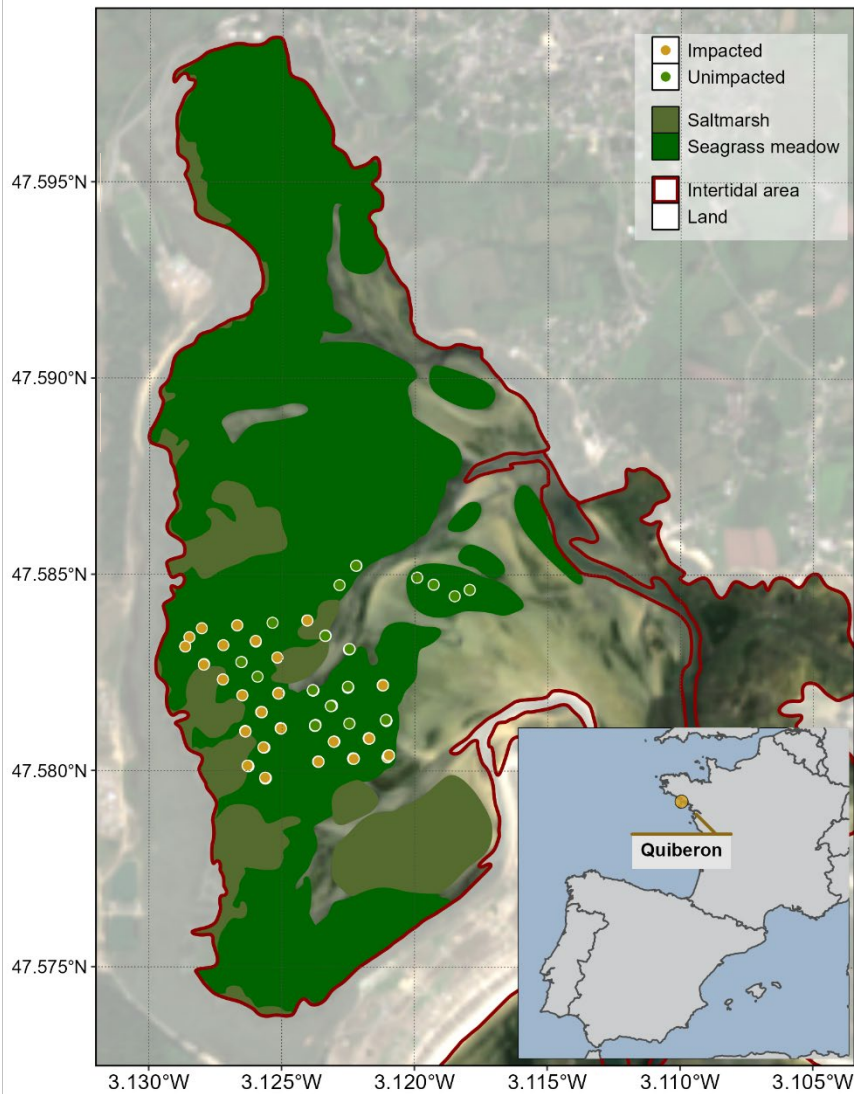 Impacted
Unimpacted
Saltmarsh
Seagrass meadow
Intertidal area
Land
47.595°N
47.590°N
47.585°N
47.580°N
47.575°N
Quiberon
3.130°W 3.125°W 3.120°W 3.115°W 3.110°W 3.105°W